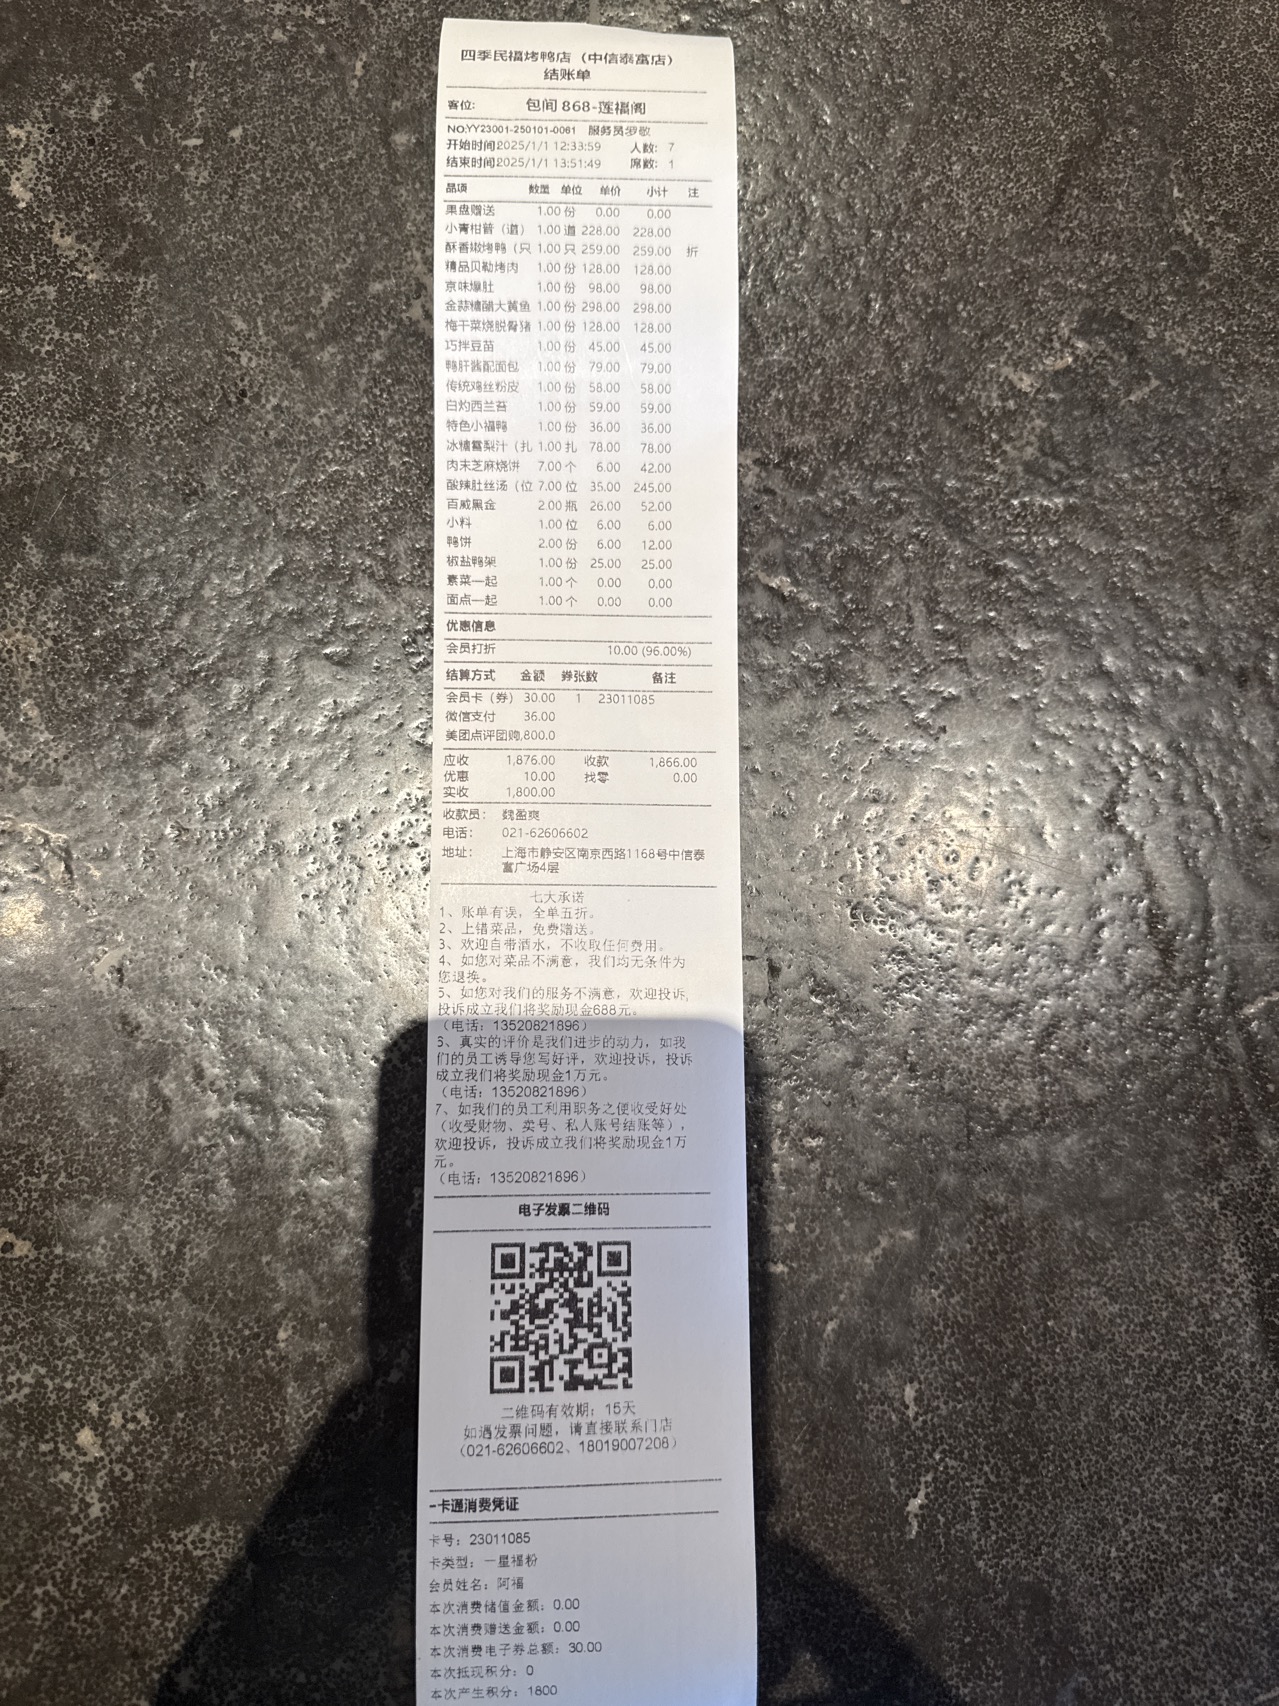 四季民福烤鸭店（中信泰富店）
结账单
客位： 包间 868-莲福阁
NO:YY23001-250101-0061 服务员:罗敬
开始时间:2025/1/1 12:33:59 人数： 7
结束时间:2025/1/1 13:51:49 席数： 1
品项 数量 单位 单价 小计 注
果盘赠送 1.00 份 0.00 0.00
小青柑普（道） 1.00 道 228.00 228.00
酥香嫩烤鸭（只 1.00 只 259.00 259.00 折
精品贝勒烤肉 1.00 份 128.00 128.00
京味爆肚 1.00 份 98.00 98.00
金蒜糖醋大黄鱼 1.00 份 298.00 298.00
梅干菜烧脱骨猪 1.00 份 128.00 128.00
巧拌豆苗 1.00 份 45.00 45.00
鸭肝酱配面包 1.00 份 79.00 79.00
传统鸡丝粉皮 1.00 份 58.00 58.00
白灼西兰苔 1.00 份 59.00 59.00
特色小福鸭 1.00 份 36.00 36.00
冰糖雪梨汁（扎 1.00 扎 78.00 78.00
肉末芝麻烧饼 7.00 个 6.00 42.00
酸辣肚丝汤（位 7.00 位 35.00 245.00
百威黑金 2.00 瓶 26.00 52.00
小料 1.00 位 6.00 6.00
鸭饼 2.00 份 6.00 12.00
椒盐鸭架 1.00 份 25.00 25.00
素菜一起 1.00 个 0.00 0.00
面点一起 1.00 个 0.00 0.00
优惠信息
会员打折 10.00 (96.00%)
结算方式 金额 券张数 备注
会员卡（券） 30.00 1 23011085
微信支付 36.00
美团点评团购,800.0
应收 1,876.00 收款 1,866.00
优惠 10.00 找零 0.00
实收 1,800.00
收款员： 魏盈爽
电话： 021-62606602
地址： 上海市静安区南京西路1168号中信泰
富广场4层
七大承诺
1、账单有误，全单五折。
2、上错菜品，免费赠送。
3、欢迎自带酒水，不收取任何费用。
4、如您对菜品不满意，我们均无条件为
您退换。
5、如您对我们的服务不满意，欢迎投诉,
投诉成立我们将奖励现金688元。
（电话：13520821896）
6、真实的评价是我们进步的动力，如我
们的员工诱导您写好评，欢迎投诉，投诉
成立我们将奖励现金1万元。
（电话：13520821896）
7、如我们的员工利用职务之便收受好处
（收受财物、卖号、私人账号结账等），
欢迎投诉，投诉成立我们将奖励现金1万
元。
（电话：13520821896）
电子发票二维码
二维码有效期：15天
如遇发票问题，请直接联系门店
（021-62606602、18019007208）
一卡通消费凭证
卡号：23011085
卡类型：一星福粉
会员姓名：阿福
本次消费储值金额：0.00
本次消费赠送金额：0.00
本次消费电子券总额：30.00
本次抵现积分：0
本次产生积分：1800